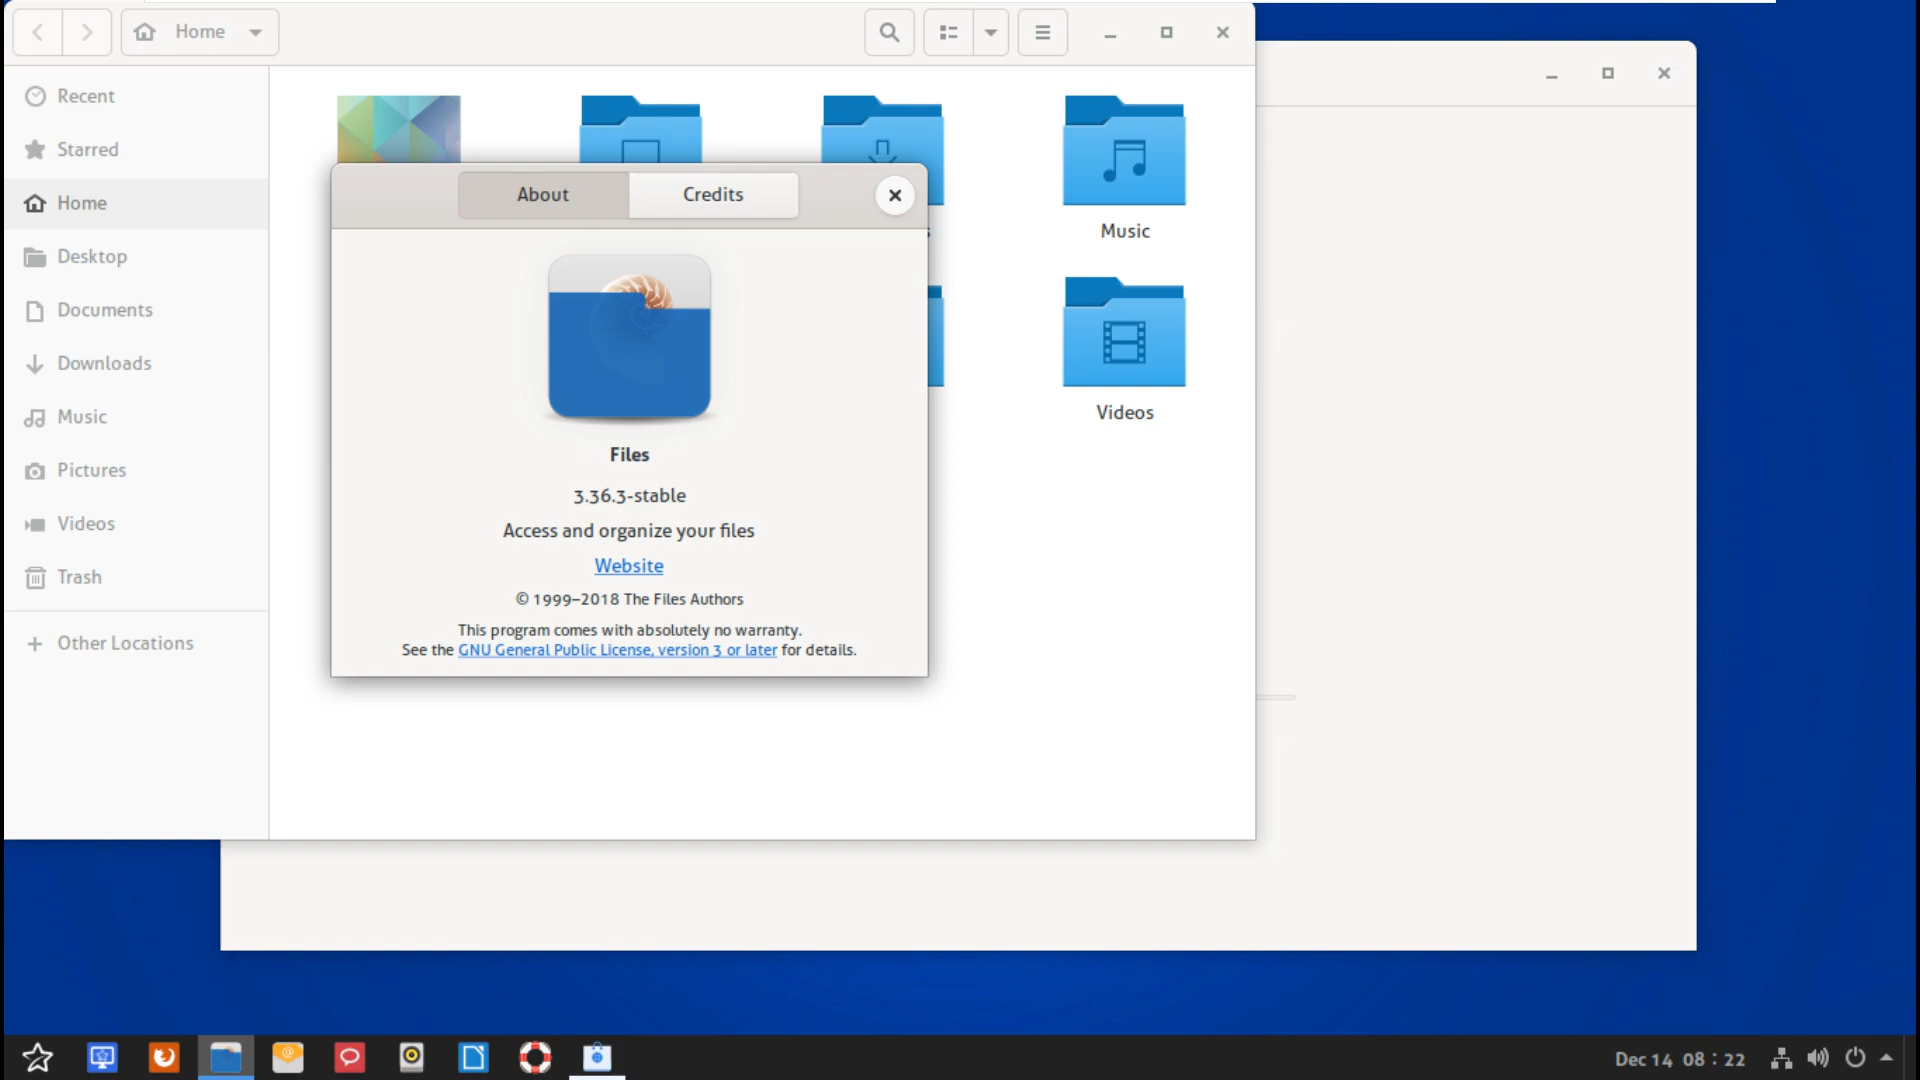 Home
Recent
Starred
Home
Desktop
Documents
Downloads
Music
Pictures
Videos
Trash
Other Locations
Music
Videos
About
Credits
Files
3.36.3-stable
Access and organize your files
Website
© 1999–2018 The Files Authors
This program comes with absolutely no warranty.
See the GNU General Public License, version 3 or later for details.
Dec 14 08 : 22